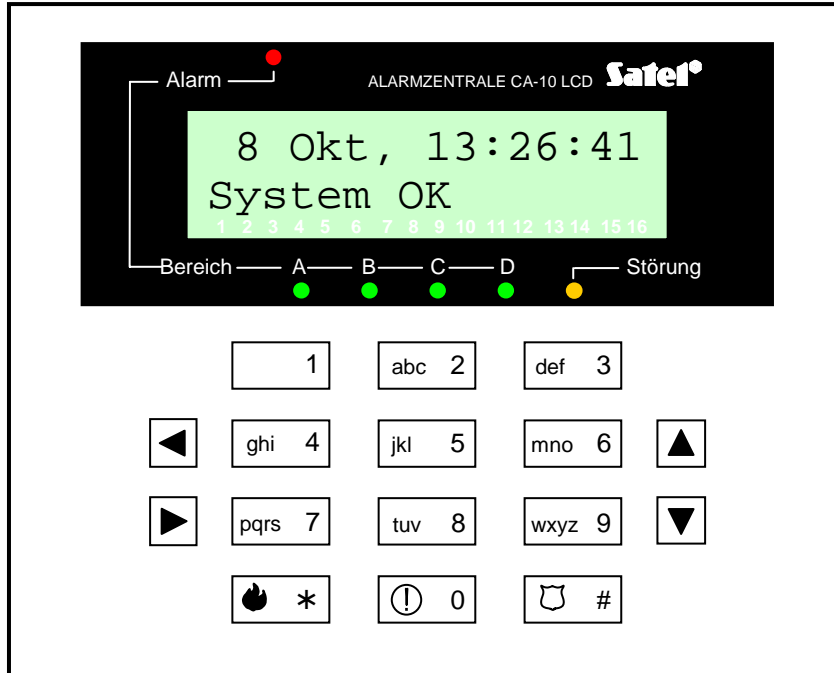 Alarm ALARMZENTRALE CA-10 LCD Satel®
8 Okt, 13:26:41
System OK
1 2 3 4 5 6 7 8 9 10 11 12 13 14 15 16
Bereich A B C D Störung
1 abc 2 def 3
ghi 4 jkl 5 mno 6
pqrs 7 tuv 8 wxyz 9
* 0 #